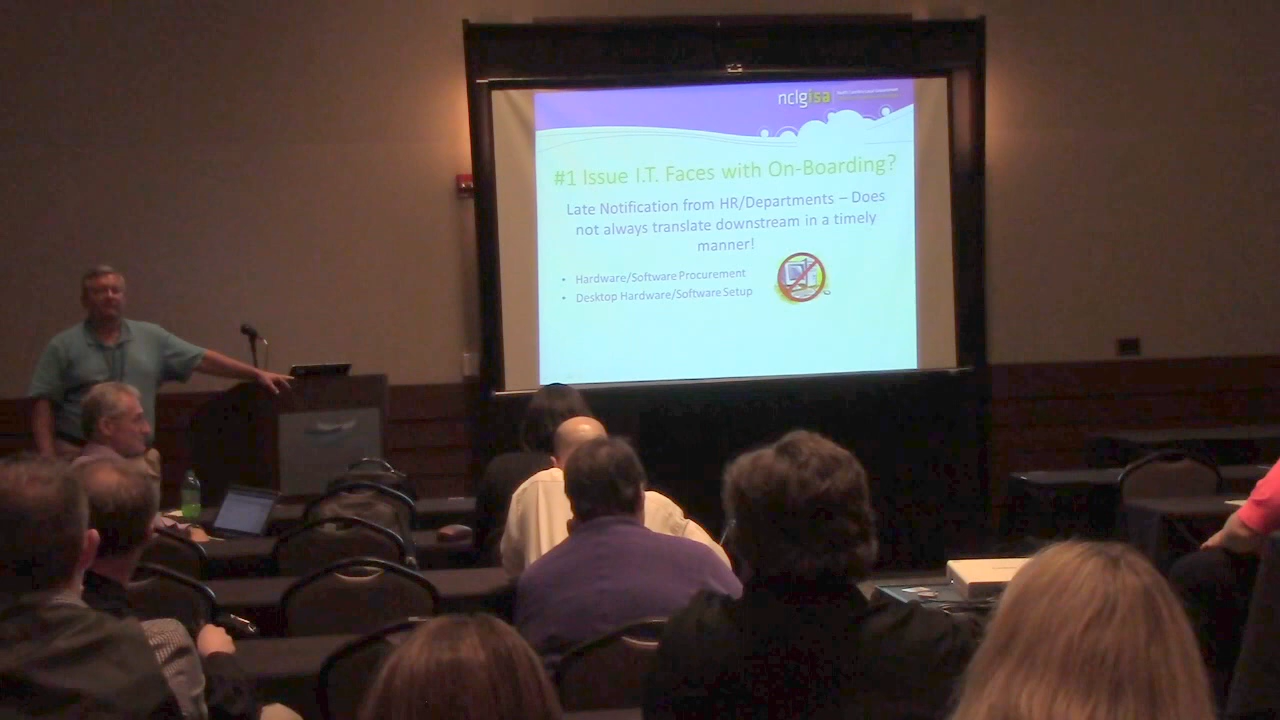 nclgisa
#1 Issue I.T. Faces with On-Boarding?
Late Notification from HR/Departments – Does
not always translate downstream in a timely
manner!
• Hardware/Software Procurement
• Desktop Hardware/Software Setup